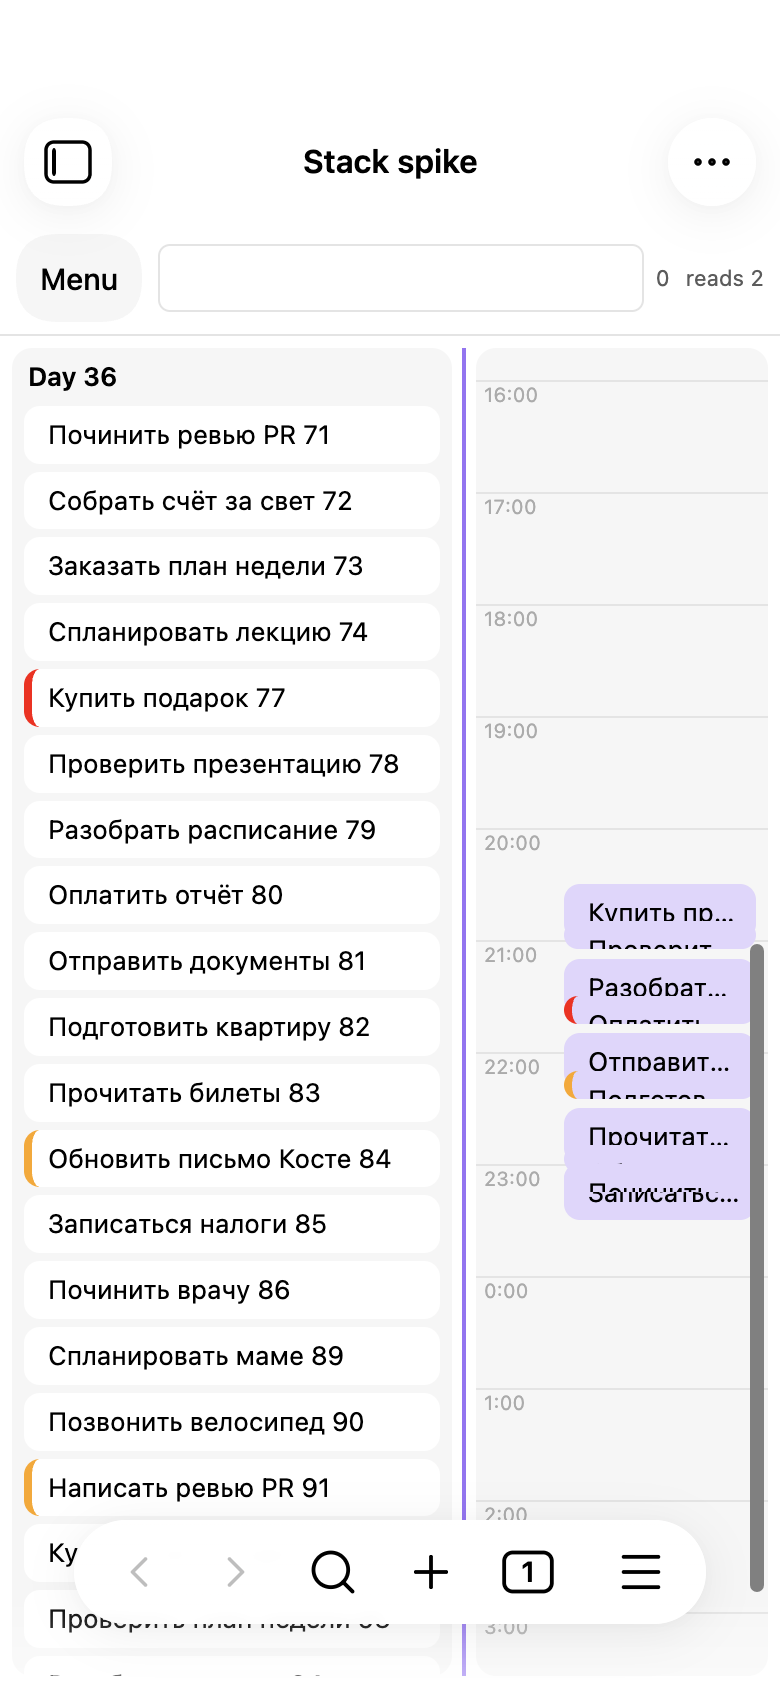 Stack spike
Menu
0 reads 2
Day 36
Починить ревью PR 71
Собрать счёт за свет 72
Заказать план недели 73
Спланировать лекцию 74
Купить подарок 77
Проверить презентацию 78
Разобрать расписание 79
Оплатить отчёт 80
Отправить документы 81
Подготовить квартиру 82
Прочитать билеты 83
Обновить письмо Косте 84
Записаться налоги 85
Починить врачу 86
Спланировать маме 89
Позвонить велосипед 90
Написать ревью PR 91
Ку
16:00
17:00
18:00
19:00
20:00
Купить пр...
Проверит
21:00
Разобрат...
Оплатить
22:00
Отправит...
Подготов
Прочитат...
23:00
Записатьс...
0:00
1:00
2:00
3:00
1